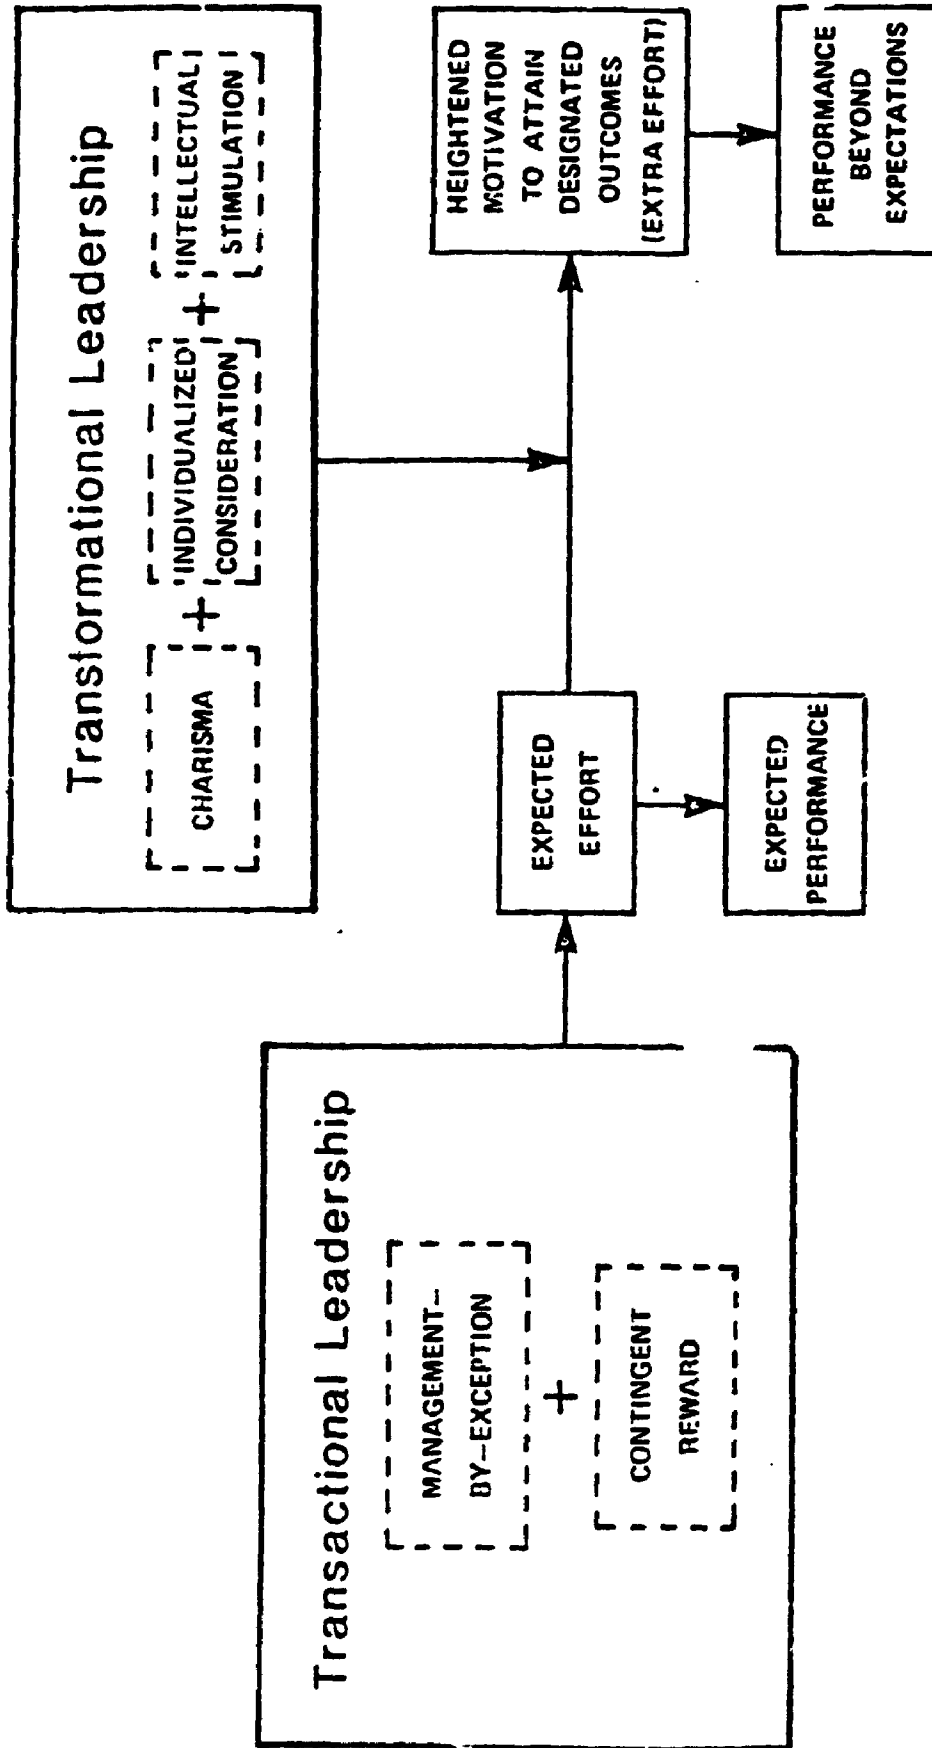 Transformational Leadership
CHARISMA
+
INDIVIDUALIZED
CONSIDERATION
+
INTELLECTUAL
STIMULATION
Transactional Leadership
MANAGEMENT-
BY-EXCEPTION
+
CONTINGENT
REWARD
EXPECTED
EFFORT
EXPECTED
PERFORMANCE
HEIGHTENED
MOTIVATION
TO ATTAIN
DESIGNATED
OUTCOMES
(EXTRA EFFORT)
PERFORMANCE
BEYOND
EXPECTATIONS